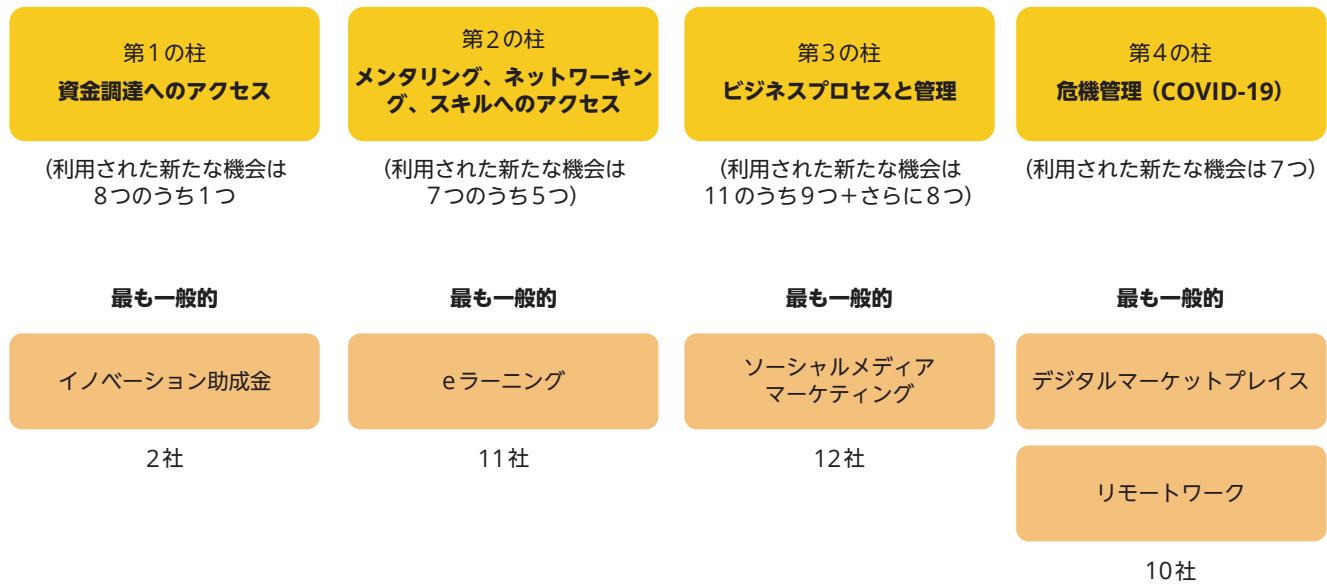 第1の柱
資金調達へのアクセス
(利用された新たな機会は
8つのうち1つ
最も一般的
イノベーション助成金
2社
第2の柱
メンタリング、ネットワーキン
グ、スキルへのアクセス
(利用された新たな機会は
7つのうち5つ)
最も一般的
eラーニング
11社
第3の柱
ビジネスプロセスと管理
(利用された新たな機会は
11のうち9つ+さらに8つ)
最も一般的
ソーシャルメディア
マーケティング
12社
第4の柱
危機管理(COVID-19)
(利用された新たな機会は7つ)
最も一般的
デジタルマーケットプレイス
リモートワーク
10社